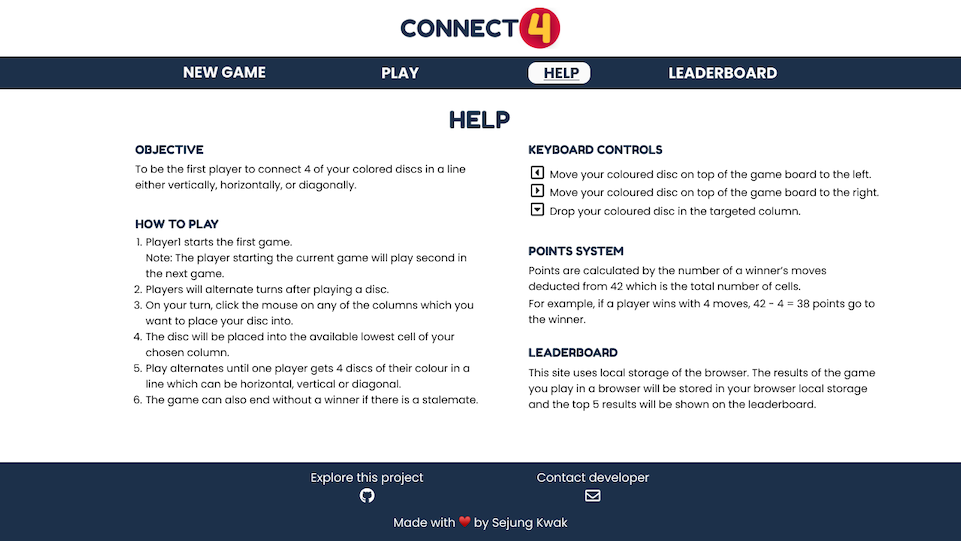 CONNECT 4
NEW GAME PLAY HELP LEADERBOARD
HELP
OBJECTIVE
To be the first player to connect 4 of your colored discs in a line
either vertically, horizontally, or diagonally.
HOW TO PLAY
1. Player1 starts the first game.
Note: The player starting the current game will play second in
the next game.
2. Players will alternate turns after playing a disc.
3. On your turn, click the mouse on any of the columns which you
want to place your disc into.
4. The disc will be placed into the available lowest cell of your
chosen column.
5. Play alternates until one player gets 4 discs of their colour in a
line which can be horizontal, vertical or diagonal.
6. The game can also end without a winner if there is a stalemate.
KEYBOARD CONTROLS
Move your coloured disc on top of the game board to the left.
Move your coloured disc on top of the game board to the right.
Drop your coloured disc in the targeted column.
POINTS SYSTEM
Points are calculated by the number of a winner's moves
deducted from 42 which is the total number of cells.
For example, if a player wins with 4 moves, 42 - 4 = 38 points go to
the winner.
LEADERBOARD
This site uses local storage of the browser. The results of the game
you play in a browser will be stored in your browser local storage
and the top 5 results will be shown on the leaderboard.
Explore this project
Contact developer
Made with ❤️ by Sejung Kwak